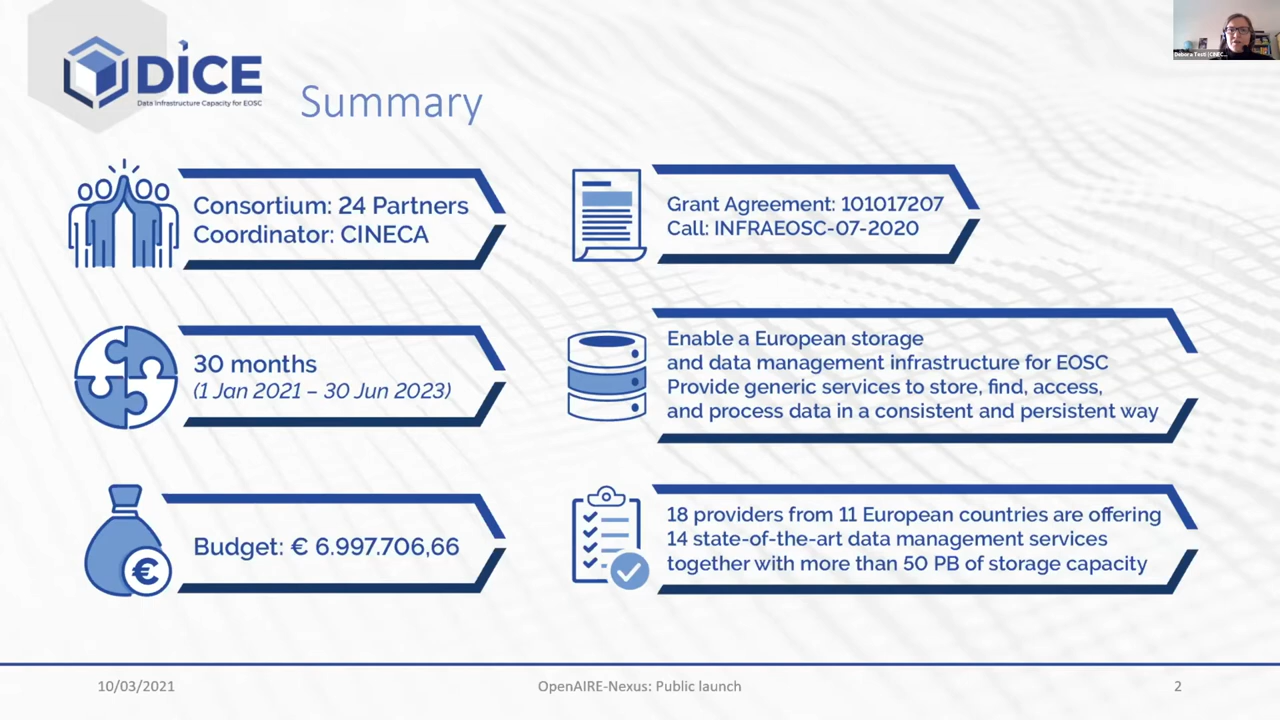 DICE
Data Infrastructure Capacity for EOSC
Summary
Consortium: 24 Partners
Coordinator: CINECA
Grant Agreement: 101017207
Call: INFRAEOSC-07-2020
30 months
(1 Jan 2021 – 30 Jun 2023)
Enable a European storage
and data management infrastructure for EOSC
Provide generic services to store, find, access,
and process data in a consistent and persistent way
Budget: € 6.997.706,66
€
18 providers from 11 European countries are offering
14 state-of-the-art data management services
together with more than 50 PB of storage capacity
10/03/2021
OpenAIRE-Nexus: Public launch
2
Debora Testi (CINEC...